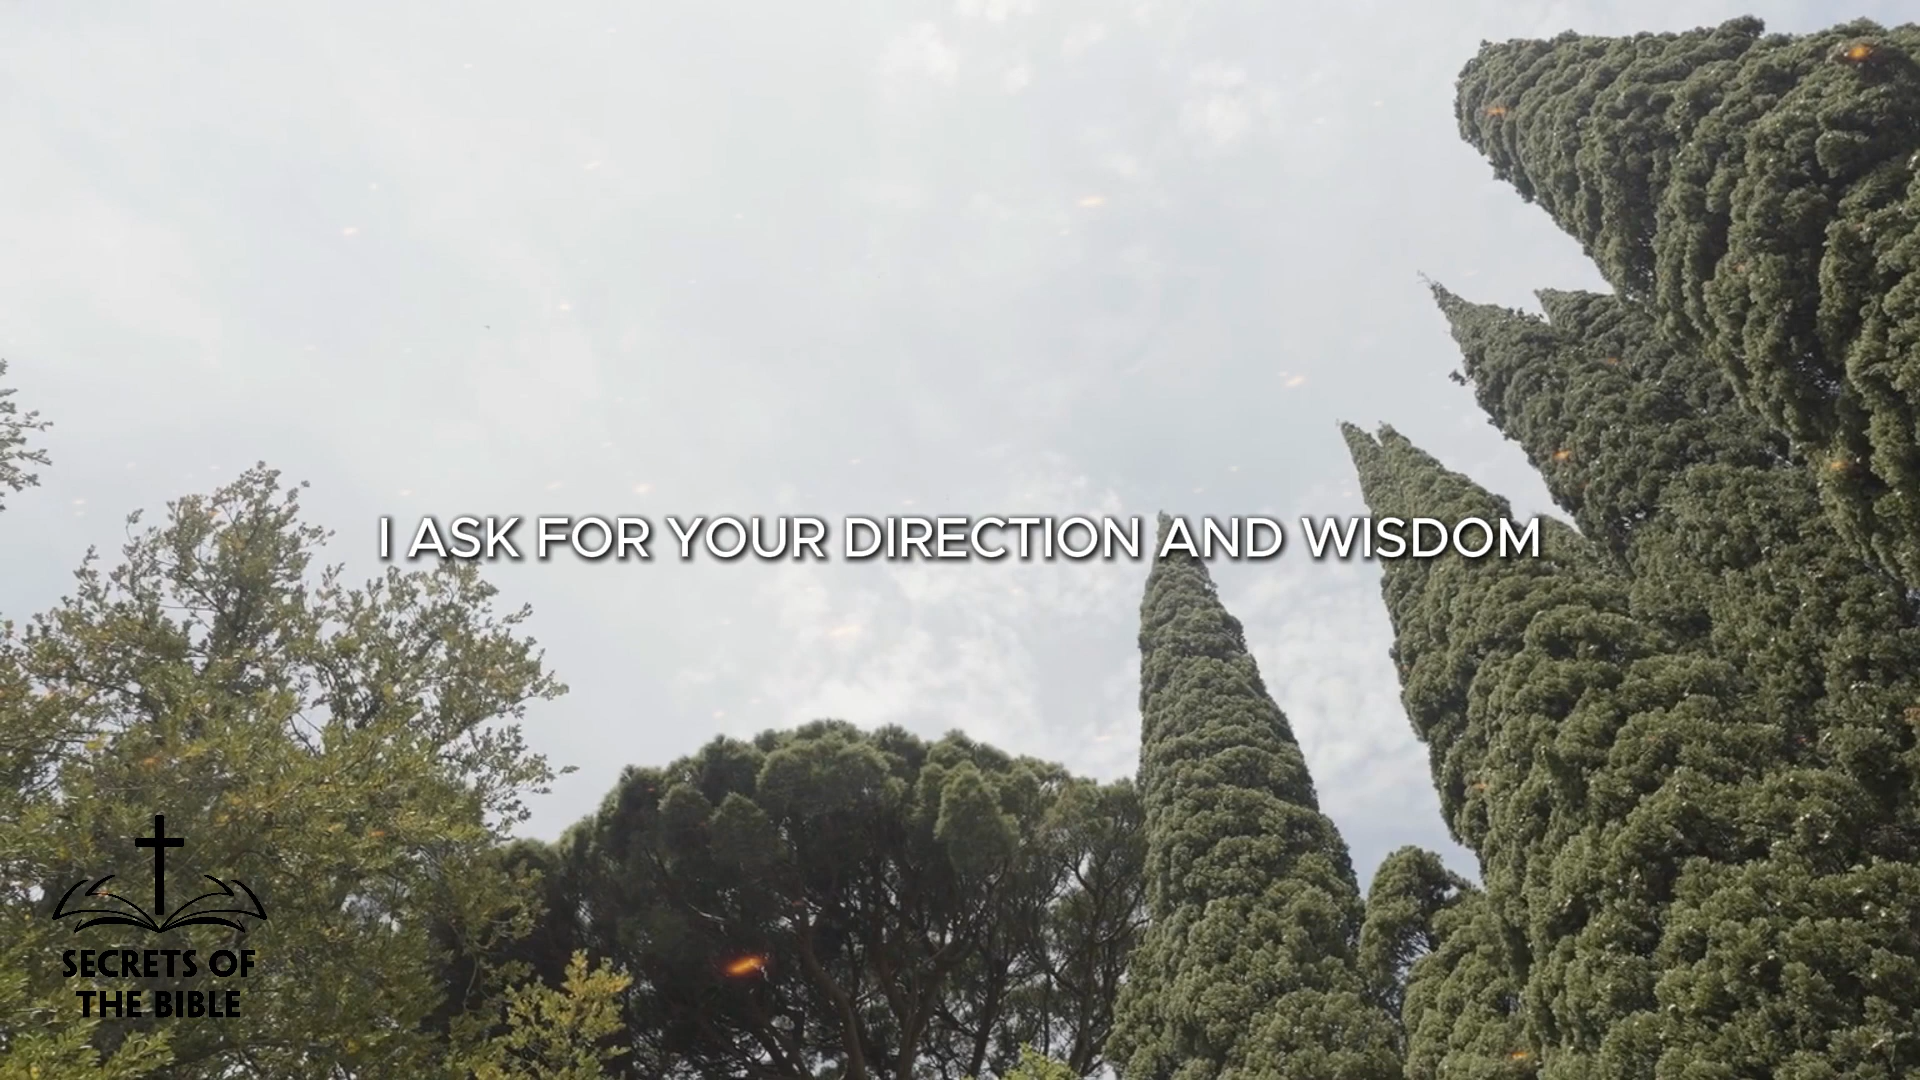 I ASK FOR YOUR DIRECTION AND WISDOM
SECRETS OF
THE BIBLE